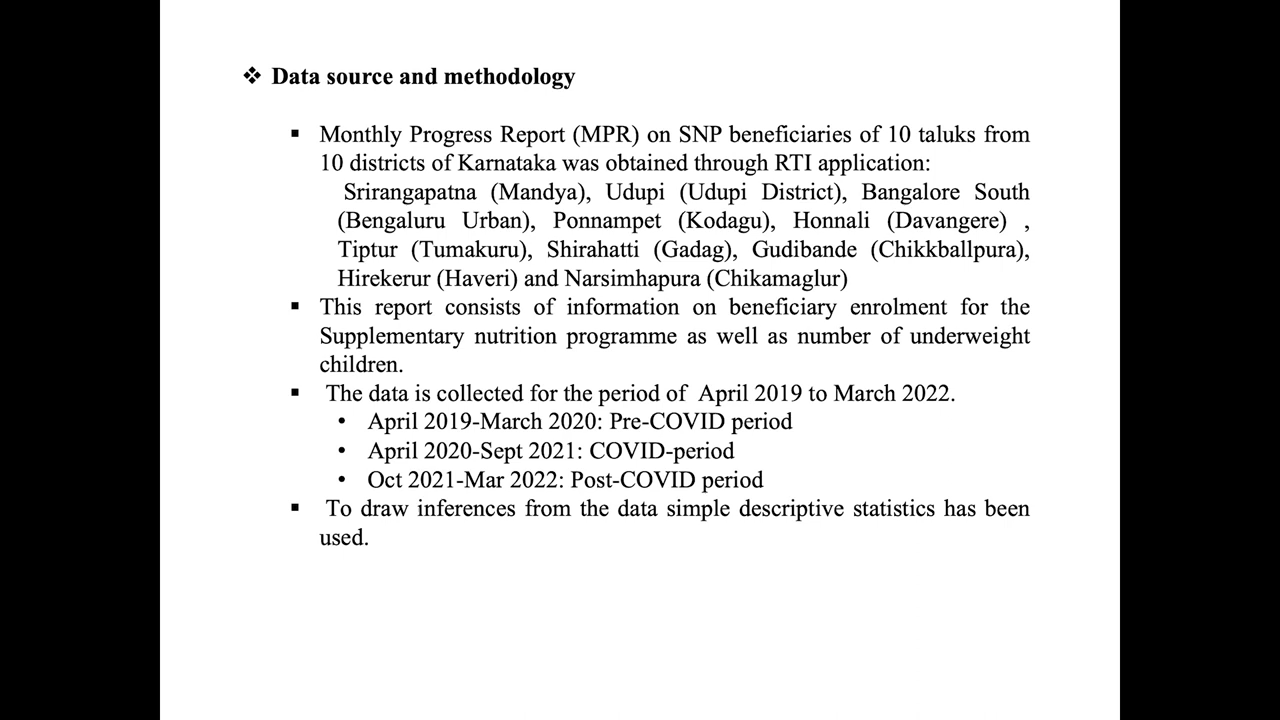 ❖ Data source and methodology
▪ Monthly Progress Report (MPR) on SNP beneficiaries of 10 taluks from
10 districts of Karnataka was obtained through RTI application:
Srirangapatna (Mandya), Udupi (Udupi District), Bangalore South
(Bengaluru Urban), Ponnampet (Kodagu), Honnali (Davangere) ,
Tiptur (Tumakuru), Shirahatti (Gadag), Gudibande (Chikkballpura),
Hirekerur (Haveri) and Narsimhapura (Chikamaglur)
▪ This report consists of information on beneficiary enrolment for the
Supplementary nutrition programme as well as number of underweight
children.
▪ The data is collected for the period of April 2019 to March 2022.
• April 2019-March 2020: Pre-COVID period
• April 2020-Sept 2021: COVID-period
• Oct 2021-Mar 2022: Post-COVID period
▪ To draw inferences from the data simple descriptive statistics has been
used.